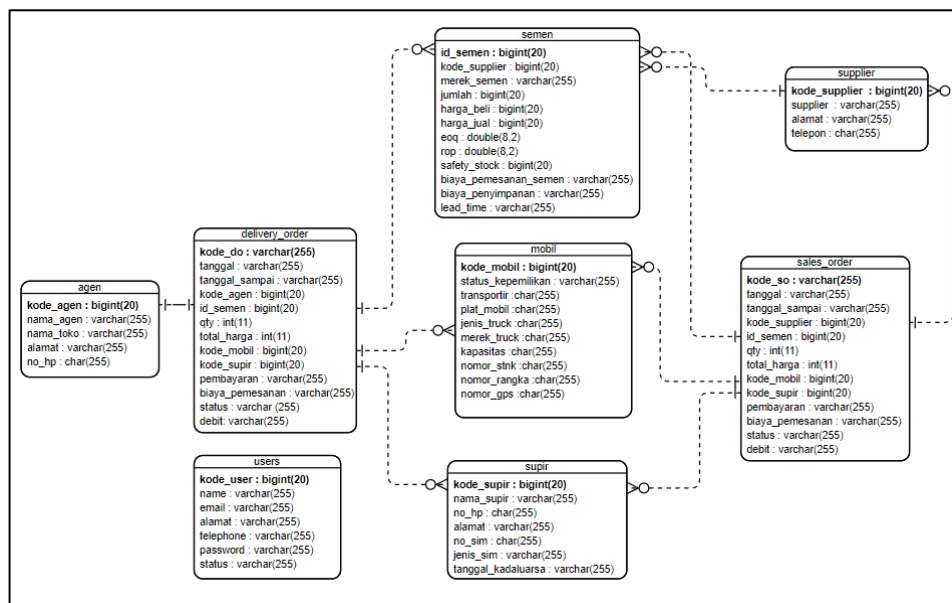 semen
id_semen : bigint(20)
kode_supplier : bigint(20)
merek_semen : varchar(255)
jumlah : bigint(20)
harga_beli : bigint(20)
harga_jual : bigint(20)
eoq : double(8,2)
rop : double(8,2)
safety_stock : bigint(20)
biaya_pemesanan_semen : varchar(255)
biaya_penyimpanan : varchar(255)
lead_time : varchar(255)
supplier
kode_supplier : bigint(20)
supplier : varchar(255)
alamat : varchar(255)
telepon : char(255)
delivery_order
kode_do : varchar(255)
tanggal : varchar(255)
tanggal_sampai : varchar(255)
kode_agen : bigint(20)
id_semen : bigint(20)
qty : int(11)
total_harga : int(11)
kode_mobil : bigint(20)
kode_supir : bigint(20)
pembayaran : varchar(255)
biaya_pemesanan : varchar(255)
status : varchar (255)
debit: varchar(255)
agen
kode_agen : bigint(20)
nama_agen : varchar(255)
nama_toko : varchar(255)
alamat : varchar(255)
no_hp : char(255)
mobil
kode_mobil : bigint(20)
status_kepemilikan : varchar(255)
transportir :char(255)
plat_mobil :char(255)
jenis_truck :char(255)
merek_truck :char(255)
kapasitas :char(255)
nomor_stnk :char(255)
nomor_rangka :char(255)
nomor_gps :char(255)
sales_order
kode_so : varchar(255)
tanggal : varchar(255)
tanggal_sampai : varchar(255)
kode_supplier : bigint(20)
id_semen : bigint(20)
qty : int(11)
total_harga : int(11)
kode_mobil : bigint(20)
kode_supir : bigint(20)
pembayaran : varchar(255)
biaya_pemesanan : varchar(255)
status : varchar(255)
debit : varchar(255)
users
kode_user : bigint(20)
name : varchar(255)
email : varchar(255)
alamat : varchar(255)
telephone : varchar(255)
password : varchar(255)
status : varchar(255)
supir
kode_supir : bigint(20)
nama_supir : varchar(255)
no_hp : char(255)
alamat : varchar(255)
no_sim : char(255)
jenis_sim : varchar(255)
tanggal_kadaluarsa : varchar(255)